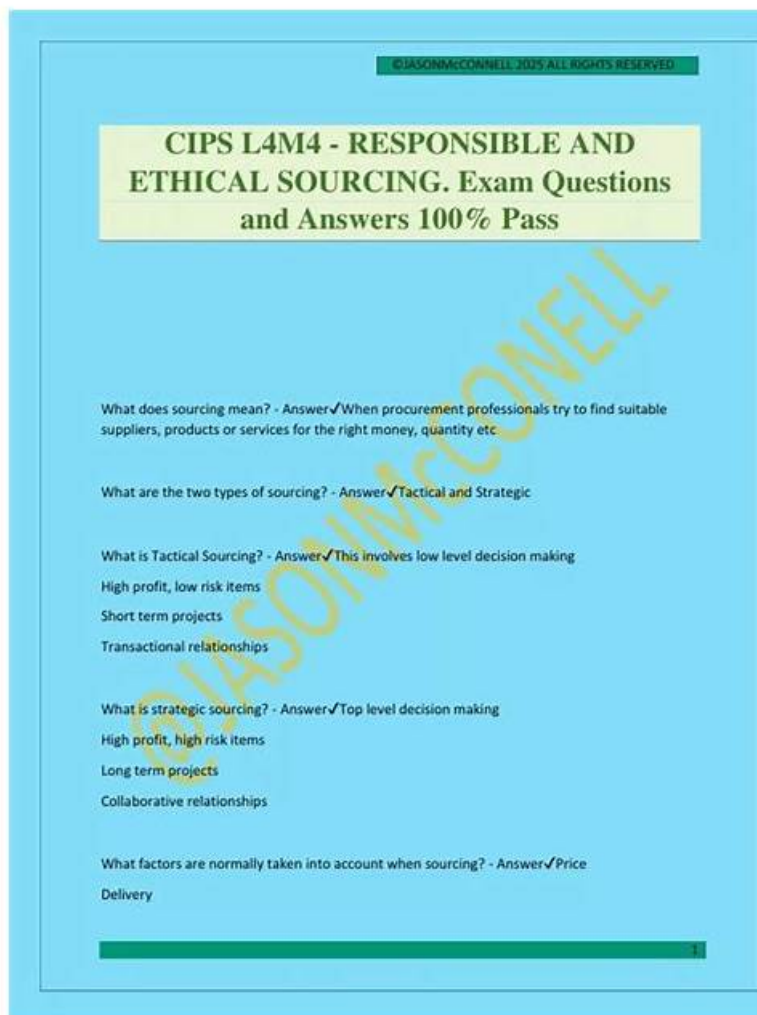 ©JASONMcCONNELL 2025 ALL RIGHTS RESERVED
CIPS L4M4 - RESPONSIBLE AND
ETHICAL SOURCING. Exam Questions
and Answers 100% Pass
What does sourcing mean? - Answer✓When procurement professionals try to find suitable
suppliers, products or services for the right money, quantity etc
What are the two types of sourcing? - Answer✓Tactical and Strategic
What is Tactical Sourcing? - Answer✓This involves low level decision making
High profit, low risk items
Short term projects
Transactional relationships
What is strategic sourcing? - Answer✓Top level decision making
High profit, high risk items
Long term projects
Collaborative relationships
What factors are normally taken into account when sourcing? - Answer✓Price
Delivery
1
@JASONMcCONELL